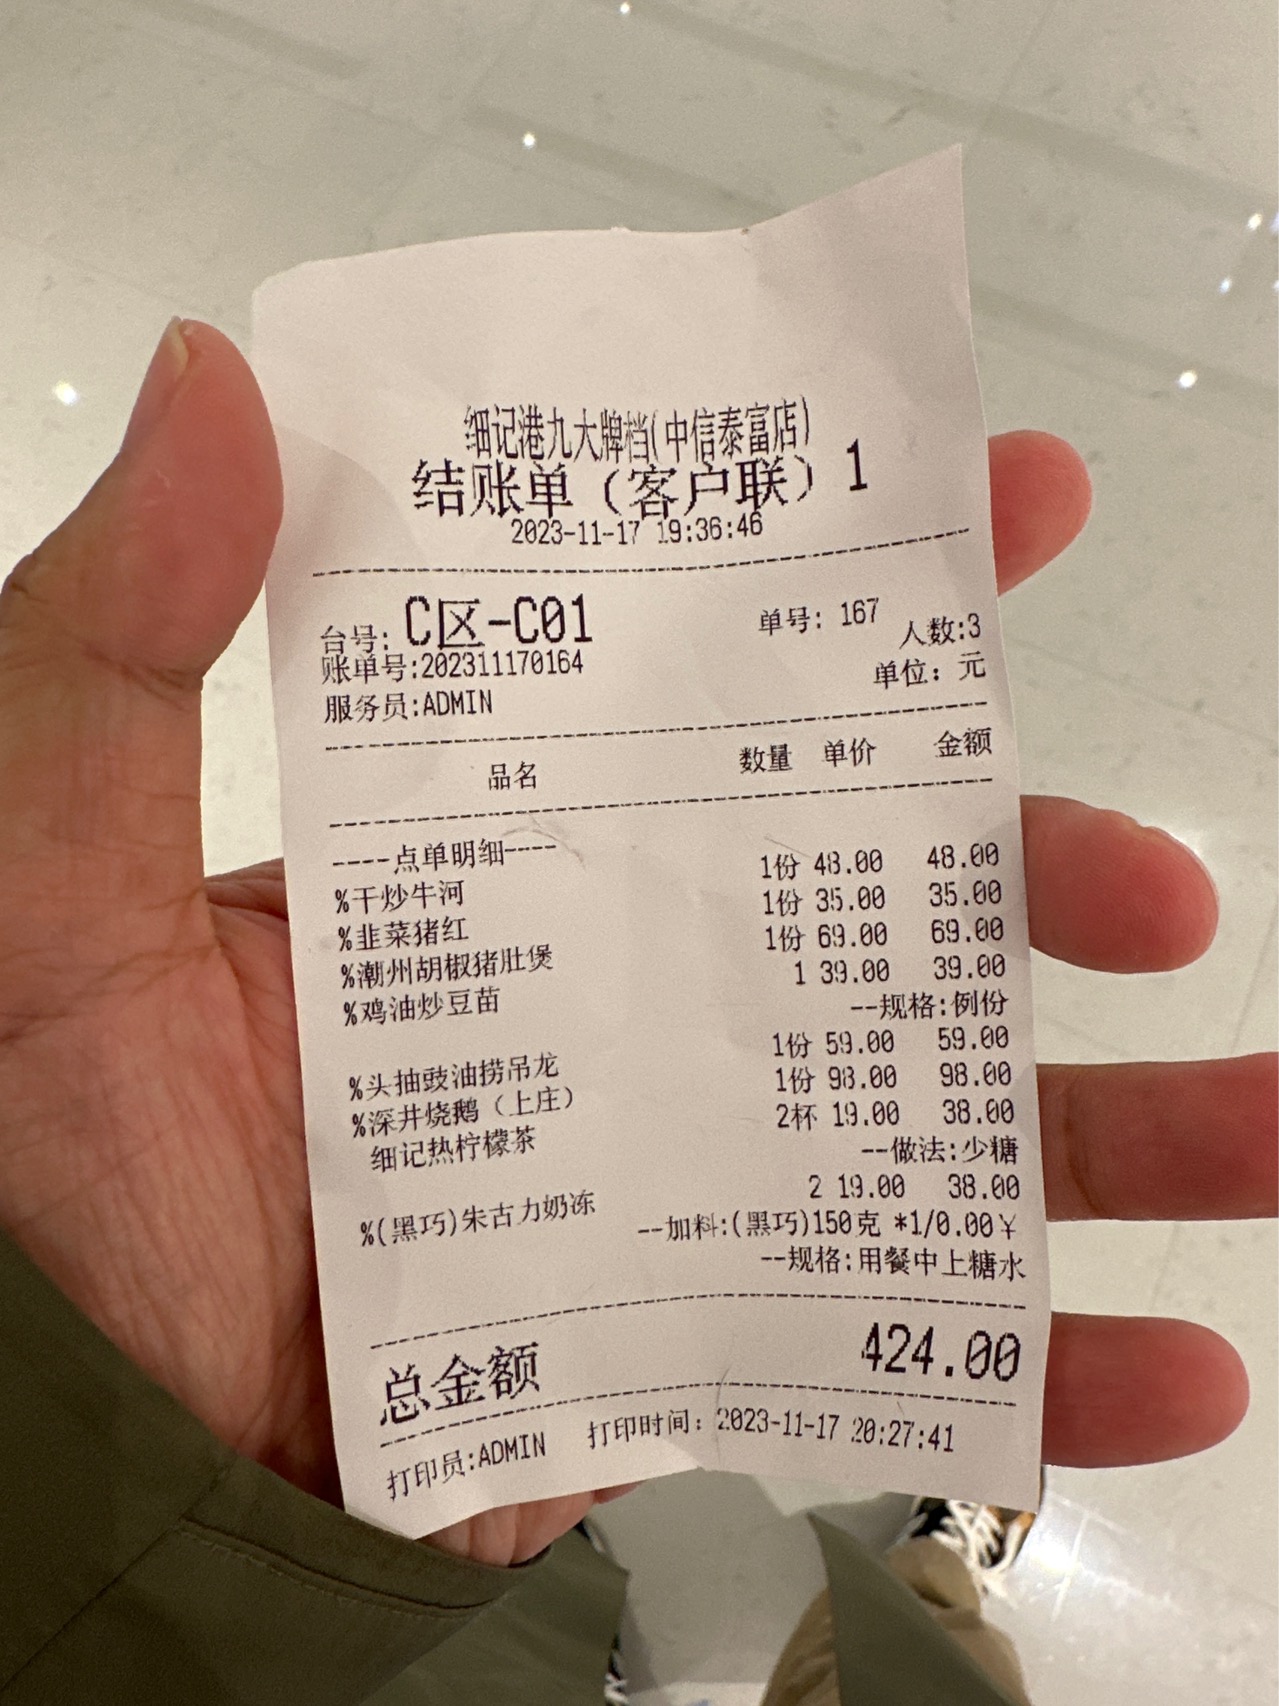 细记港九大牌档(中信泰富店)
结账单（客户联）1
2023-11-17 19:36:46
台号: C区-C01 单号: 167 人数:3
账单号:202311170164 单位: 元
服务员:ADMIN
品名 数量 单价 金额
----点单明细----
%干炒牛河 1份 48.00 48.00
%韭菜猪红 1份 35.00 35.00
%潮州胡椒猪肚煲 1份 69.00 69.00
%鸡油炒豆苗 1 39.00 39.00
--规格:例份
%头抽豉油捞吊龙 1份 59.00 59.00
%深井烧鹅（上庄） 1份 98.00 98.00
细记热柠檬茶 2杯 19.00 38.00
--做法:少糖
%(黑巧)朱古力奶冻 2 19.00 38.00
--加料:(黑巧)150克 *1/0.00￥
--规格:用餐中上糖水
总金额 424.00
打印员:ADMIN 打印时间: 2023-11-17 20:27:41